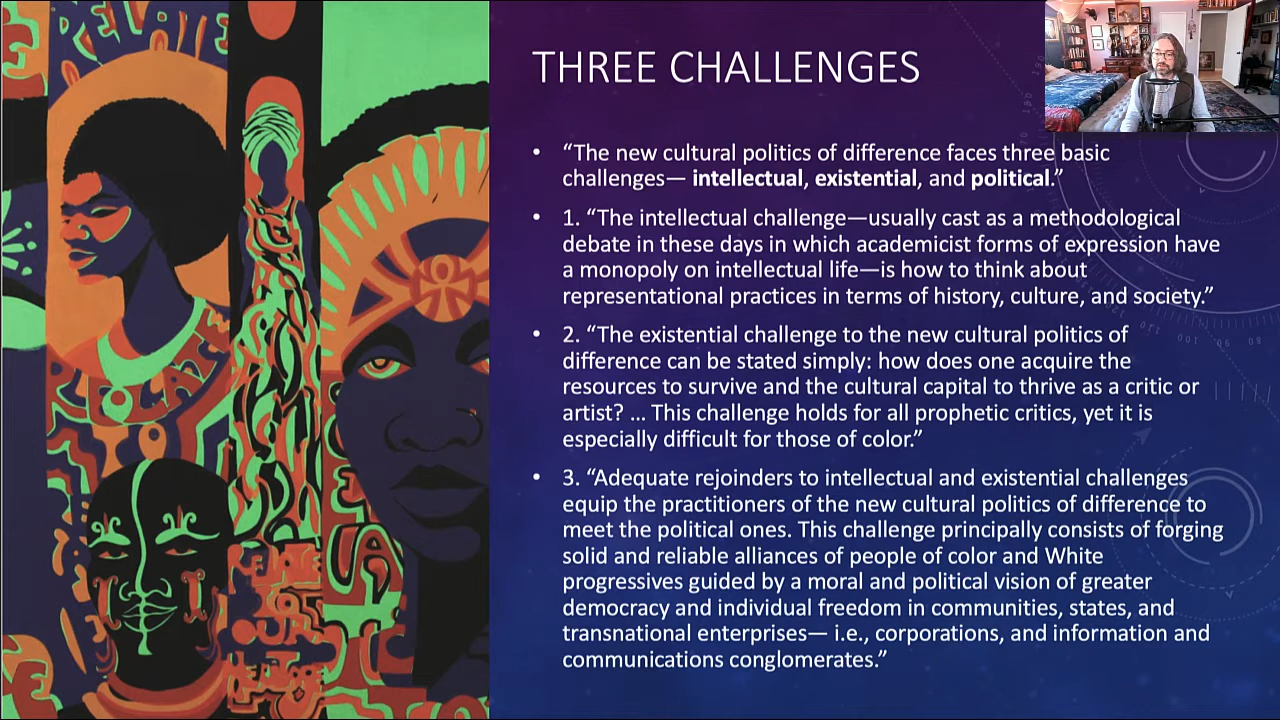 THREE CHALLENGES
• “The new cultural politics of difference faces three basic
challenges— intellectual, existential, and political.”
• 1. “The intellectual challenge—usually cast as a methodological
debate in these days in which academicist forms of expression have
a monopoly on intellectual life—is how to think about
representational practices in terms of history, culture, and society.”
• 2. “The existential challenge to the new cultural politics of
difference can be stated simply: how does one acquire the
resources to survive and the cultural capital to thrive as a critic or
artist? ... This challenge holds for all prophetic critics, yet it is
especially difficult for those of color.”
• 3. “Adequate rejoinders to intellectual and existential challenges
equip the practitioners of the new cultural politics of difference to
meet the political ones. This challenge principally consists of forging
solid and reliable alliances of people of color and White
progressives guided by a moral and political vision of greater
democracy and individual freedom in communities, states, and
transnational enterprises— i.e., corporations, and information and
communications conglomerates.”
RELATE